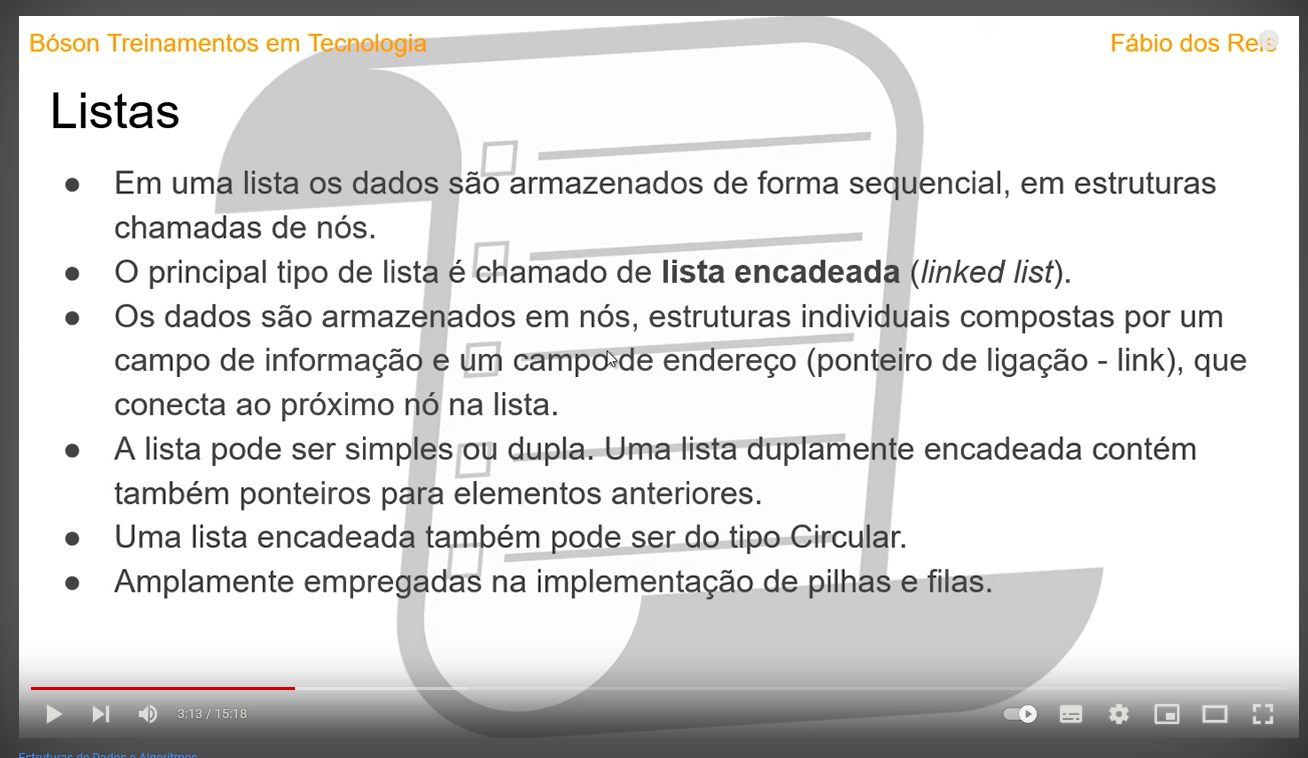 Bóson Treinamentos em Tecnologia
Fábio dos Reis
Listas
● Em uma lista os dados são armazenados de forma sequencial, em estruturas
chamadas de nós.
● O principal tipo de lista é chamado de lista encadeada (linked list).
● Os dados são armazenados em nós, estruturas individuais compostas por um
campo de informação e um campo de endereço (ponteiro de ligação - link), que
conecta ao próximo nó na lista.
● A lista pode ser simples ou dupla. Uma lista duplamente encadeada contém
também ponteiros para elementos anteriores.
● Uma lista encadeada também pode ser do tipo Circular.
● Amplamente empregadas na implementação de pilhas e filas.
3:13 / 15:18
Estruturas de Dados e Algoritmos